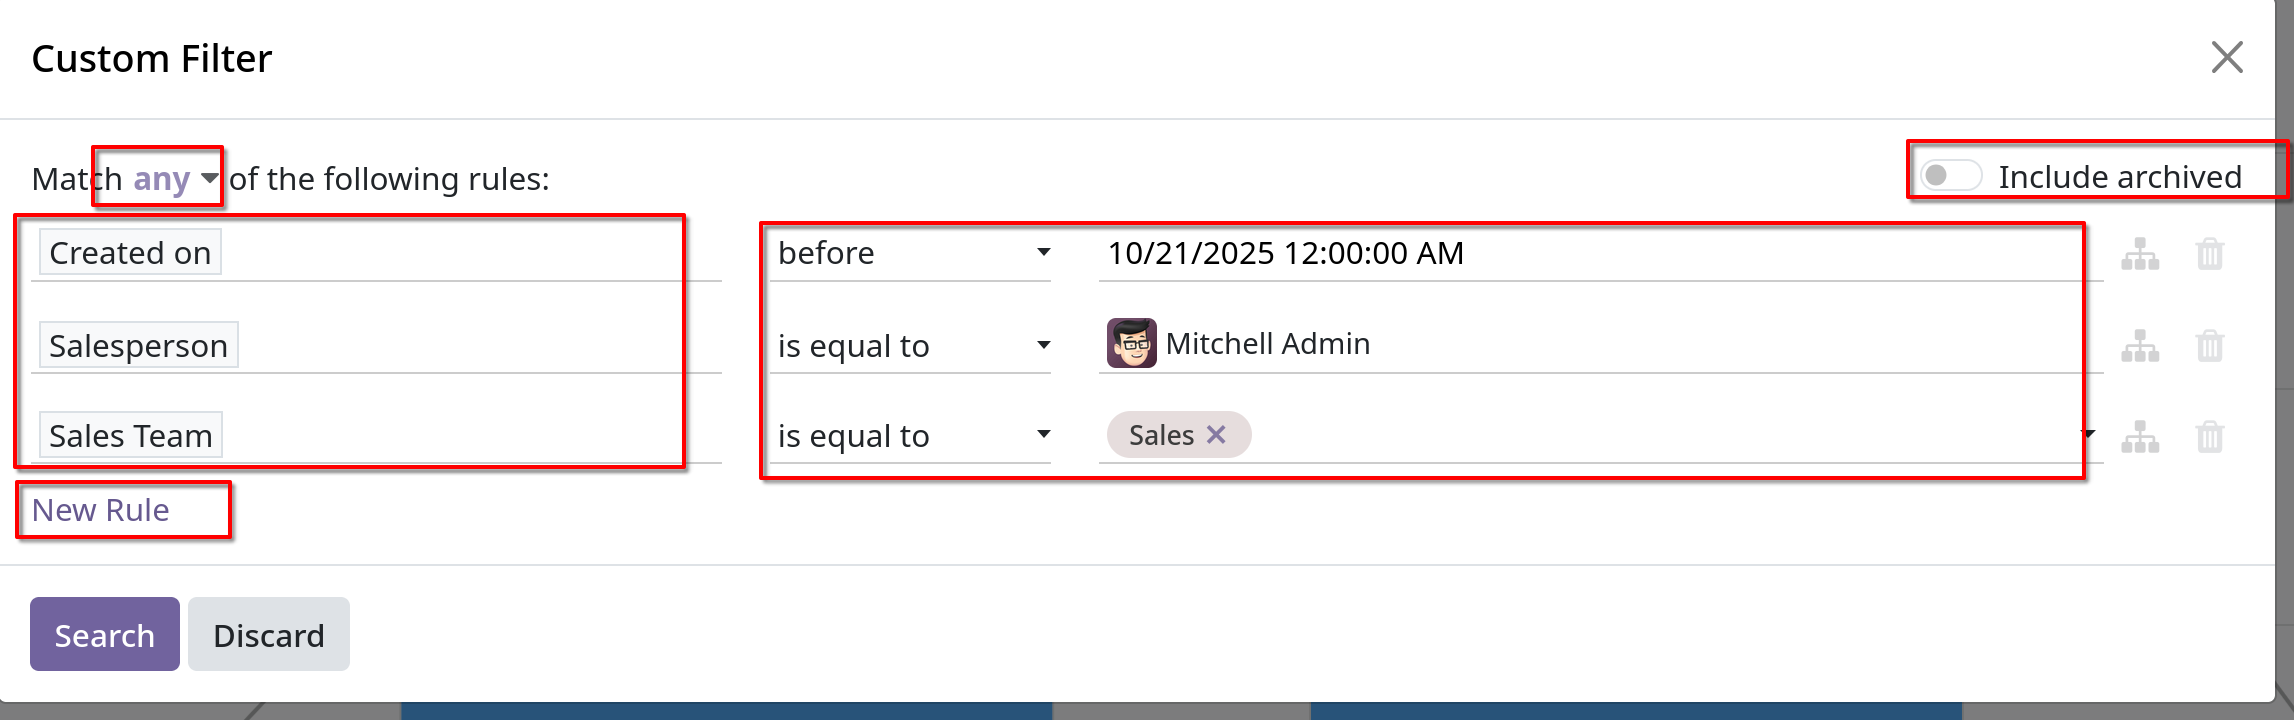 Custom Filter
Match any of the following rules:
Include archived
Created on before 10/21/2025 12:00:00 AM
Salesperson is equal to Mitchell Admin
Sales Team is equal to Sales
New Rule
Search Discard